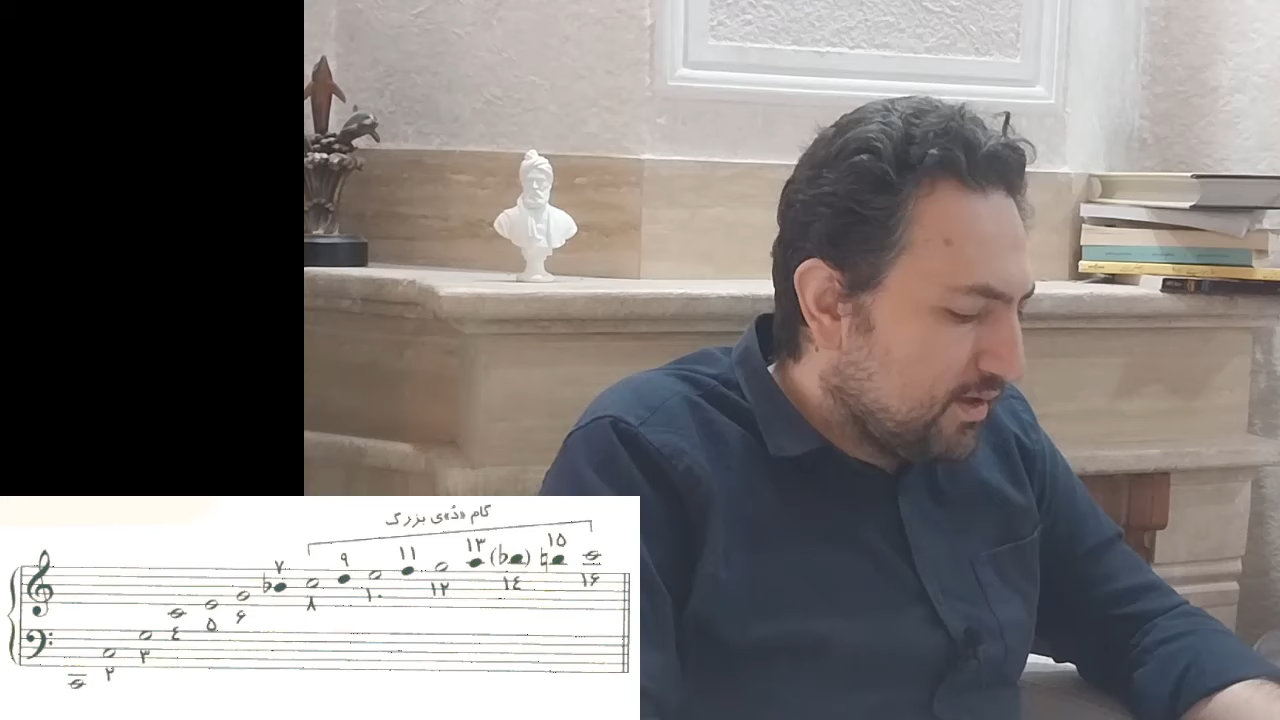 گام «دُ»ی بزرگ
۷ ۹ ۱۱ ۱۳ ۱۵
۲ ۳ ۴ ۵ ۶ ۸ ۱۰ ۱۲ ۱۴ ۱۶